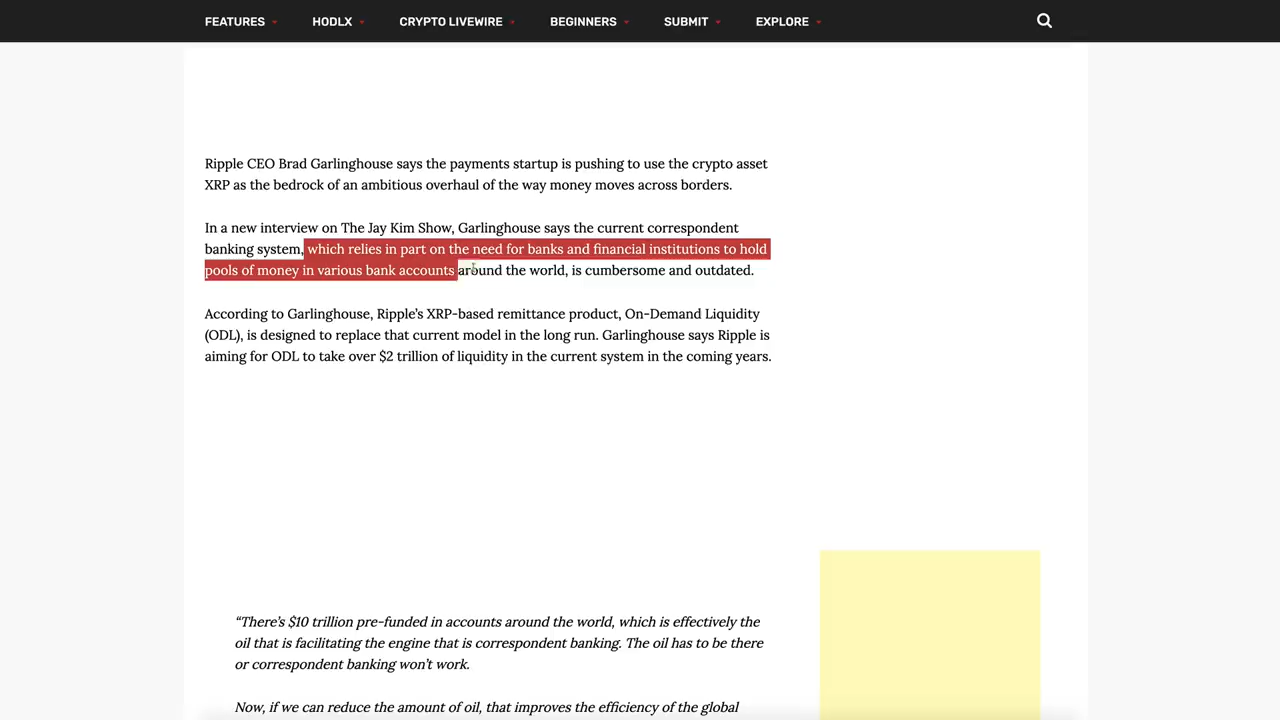 FEATURES HODLX CRYPTO LIVEWIRE BEGINNERS SUBMIT EXPLORE
Ripple CEO Brad Garlinghouse says the payments startup is pushing to use the crypto asset
XRP as the bedrock of an ambitious overhaul of the way money moves across borders.
In a new interview on The Jay Kim Show, Garlinghouse says the current correspondent
banking system, which relies in part on the need for banks and financial institutions to hold
pools of money in various bank accounts around the world, is cumbersome and outdated.
According to Garlinghouse, Ripple’s XRP-based remittance product, On-Demand Liquidity
(ODL), is designed to replace that current model in the long run. Garlinghouse says Ripple is
aiming for ODL to take over $2 trillion of liquidity in the current system in the coming years.
“There’s $10 trillion pre-funded in accounts around the world, which is effectively the
oil that is facilitating the engine that is correspondent banking. The oil has to be there
or correspondent banking won’t work.
Now, if we can reduce the amount of oil, that improves the efficiency of the global